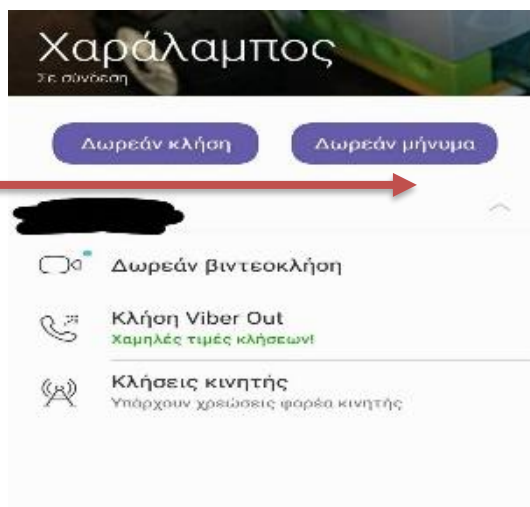 Χαράλαμπος
Σε σύνδεση
Δωρεάν κλήση
Δωρεάν μήνυμα
Δωρεάν βιντεοκλήση
Κλήση Viber Out
Χαμηλές τιμές κλήσεων!
Κλήσεις κινητής
Υπάρχουν χρεώσεις φορέα κινητής